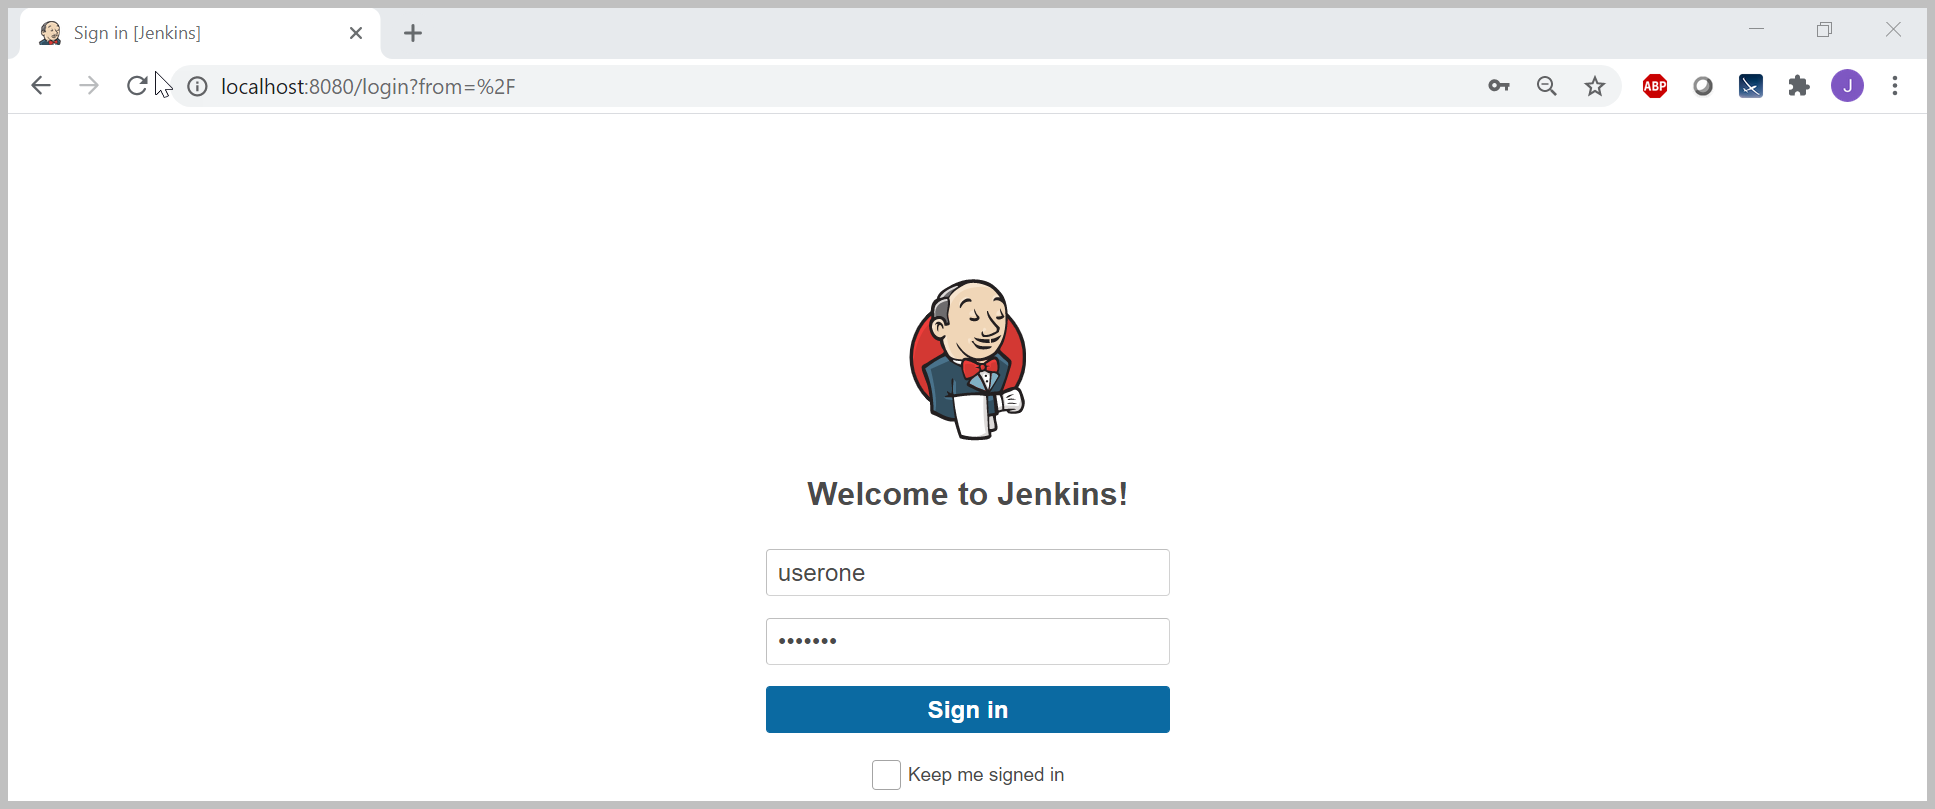 Sign in [Jenkins]
localhost:8080/login?from=%2F
ABP
J
Welcome to Jenkins!
userone
•••••••
Sign in
Keep me signed in